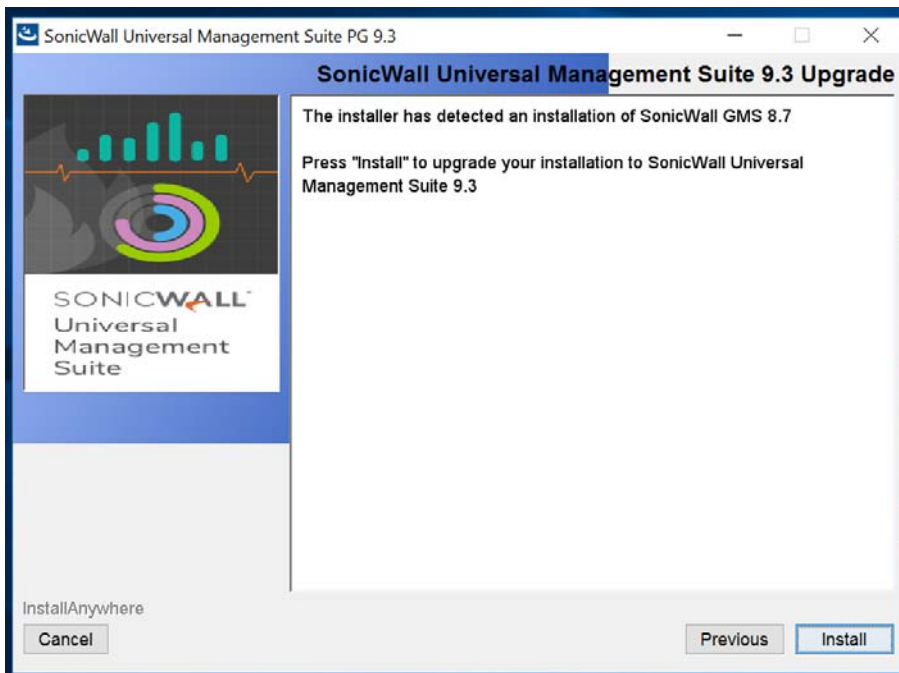 SonicWall Universal Management Suite PG 9.3
SonicWall Universal Management Suite 9.3 Upgrade
The installer has detected an installation of SonicWall GMS 8.7
Press "Install" to upgrade your installation to SonicWall Universal
Management Suite 9.3
SONICWALL
Universal
Management
Suite
InstallAnywhere
Cancel
Previous
Install